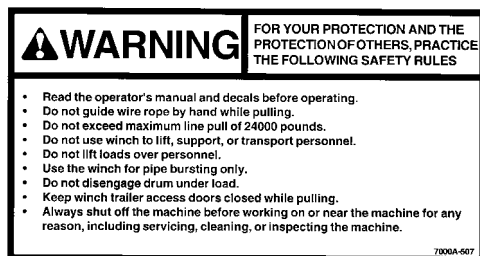 WARNING
FOR YOUR PROTECTION AND THE
PROTECTION OF OTHERS, PRACTICE
THE FOLLOWING SAFETY RULES
• Read the operator's manual and decals before operating.
• Do not guide wire rope by hand while pulling.
• Do not exceed maximum line pull of 24000 pounds.
• Do not use winch to lift, support, or transport personnel.
• Do not lift loads over personnel.
• Use the winch for pipe bursting only.
• Do not disengage drum under load.
• Keep winch trailer access doors closed while pulling.
• Always shut off the machine before working on or near the machine for any
reason, including servicing, cleaning, or inspecting the machine.
7000A-507